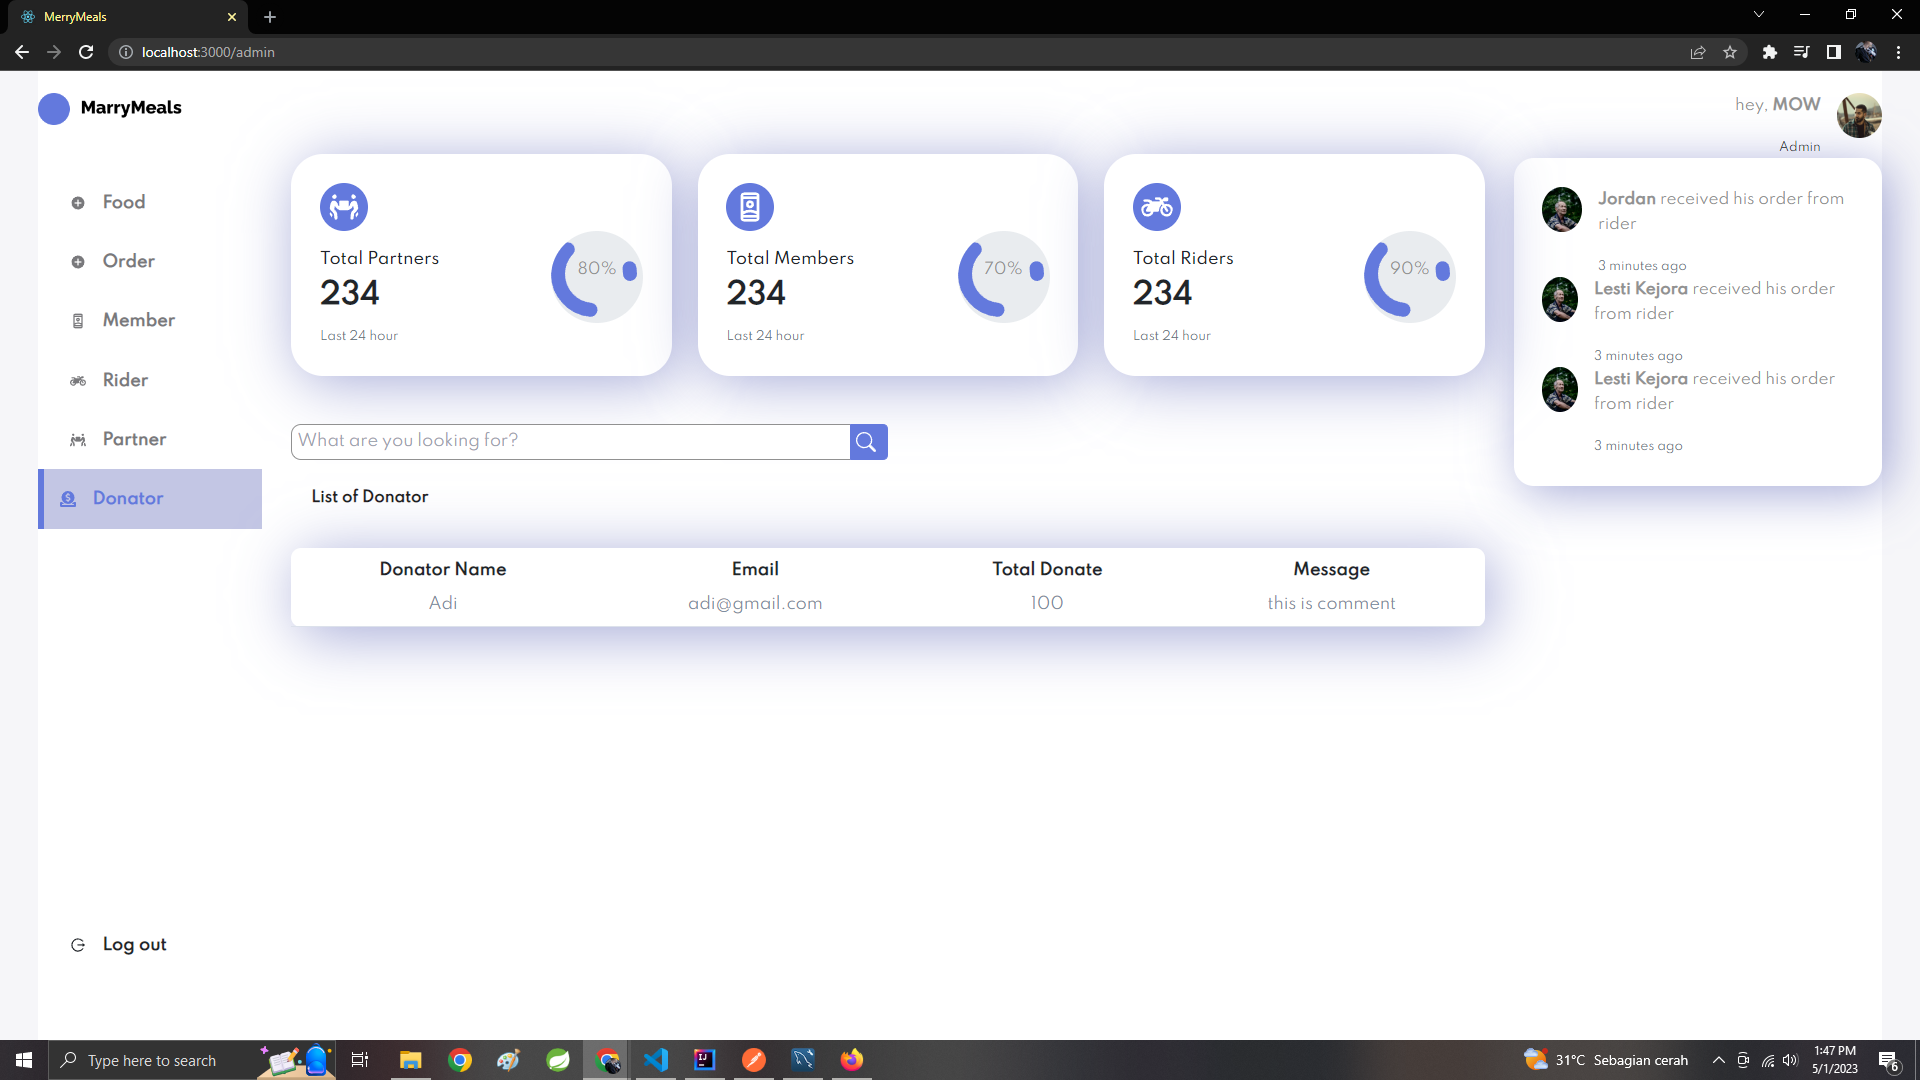 MerryMeals
localhost:3000/admin
MarryMeals
hey, MOW
Admin
Food
Order
Member
Rider
Partner
Donator
Log out
Total Partners
234
Last 24 hour
80%
Total Members
234
Last 24 hour
70%
Total Riders
234
Last 24 hour
90%
Jordan received his order from
rider
3 minutes ago
Lesti Kejora received his order
from rider
3 minutes ago
Lesti Kejora received his order
from rider
3 minutes ago
What are you looking for?
List of Donator
Donator Name Email Total Donate Message
Adi adi@gmail.com 100 this is comment
Type here to search
31°C Sebagian cerah
1:47 PM
5/1/2023
6